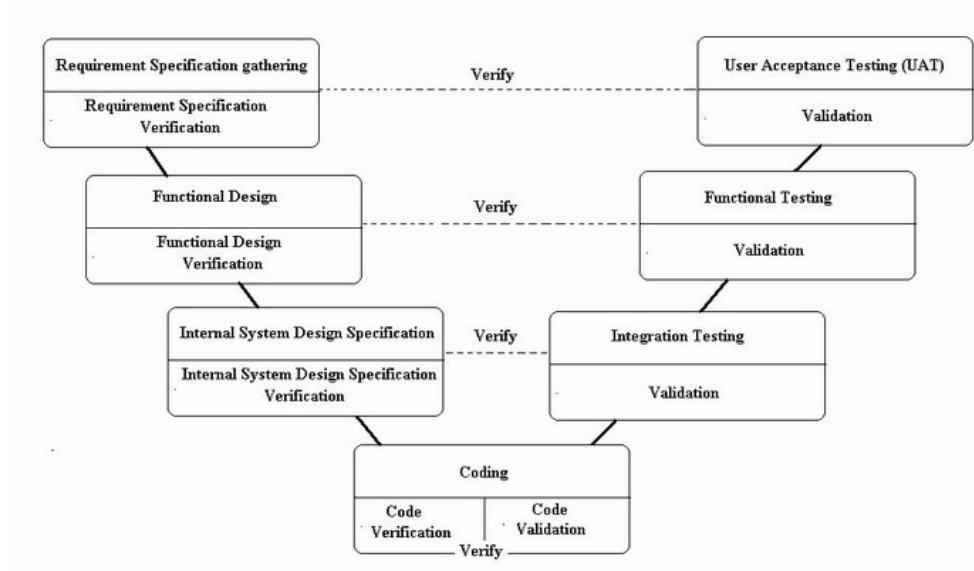 Requirement Specification gathering
Requirement Specification
Verification
Verify
User Acceptance Testing (UAT)
Validation
Functional Design
Functional Design
Verification
Verify
Functional Testing
Validation
Internal System Design Specification
Internal System Design Specification
Verification
Verify
Integration Testing
Validation
Coding
Code
Verification
Code
Validation
Verify